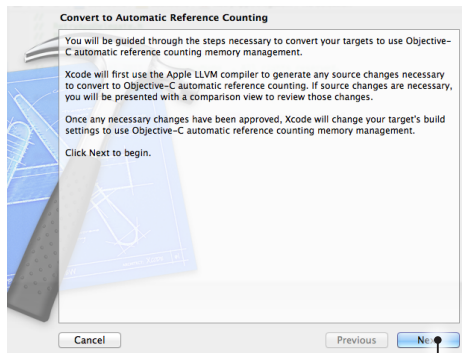 Convert to Automatic Reference Counting
You will be guided through the steps necessary to convert your targets to use Objective-
C automatic reference counting memory management.
Xcode will first use the Apple LLVM compiler to generate any source changes necessary
to convert to Objective-C automatic reference counting. If source changes are necessary,
you will be presented with a comparison view to review those changes.
Once any necessary changes have been approved, Xcode will change your target's build
settings to use Objective-C automatic reference counting memory management.
Click Next to begin.
Cancel
Previous
Next